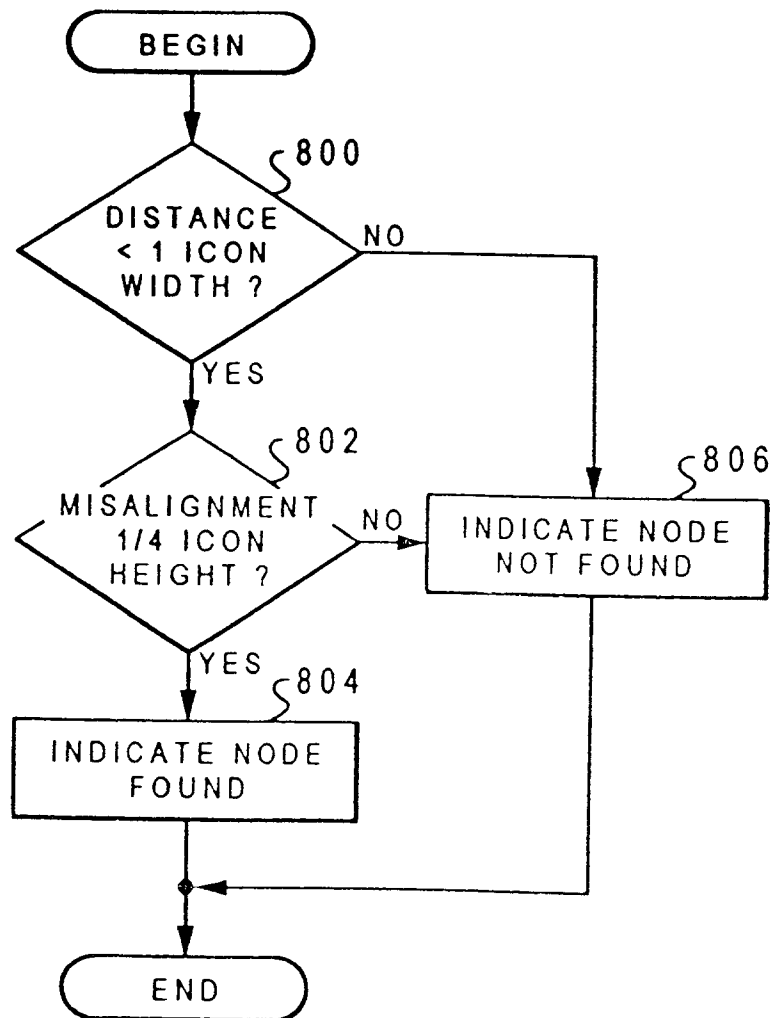 BEGIN
800
DISTANCE
< 1 ICON
WIDTH ?
NO
YES
802
MISALIGNMENT
1/4 ICON
HEIGHT ?
NO
806
INDICATE NODE
NOT FOUND
YES
804
INDICATE NODE
FOUND
END